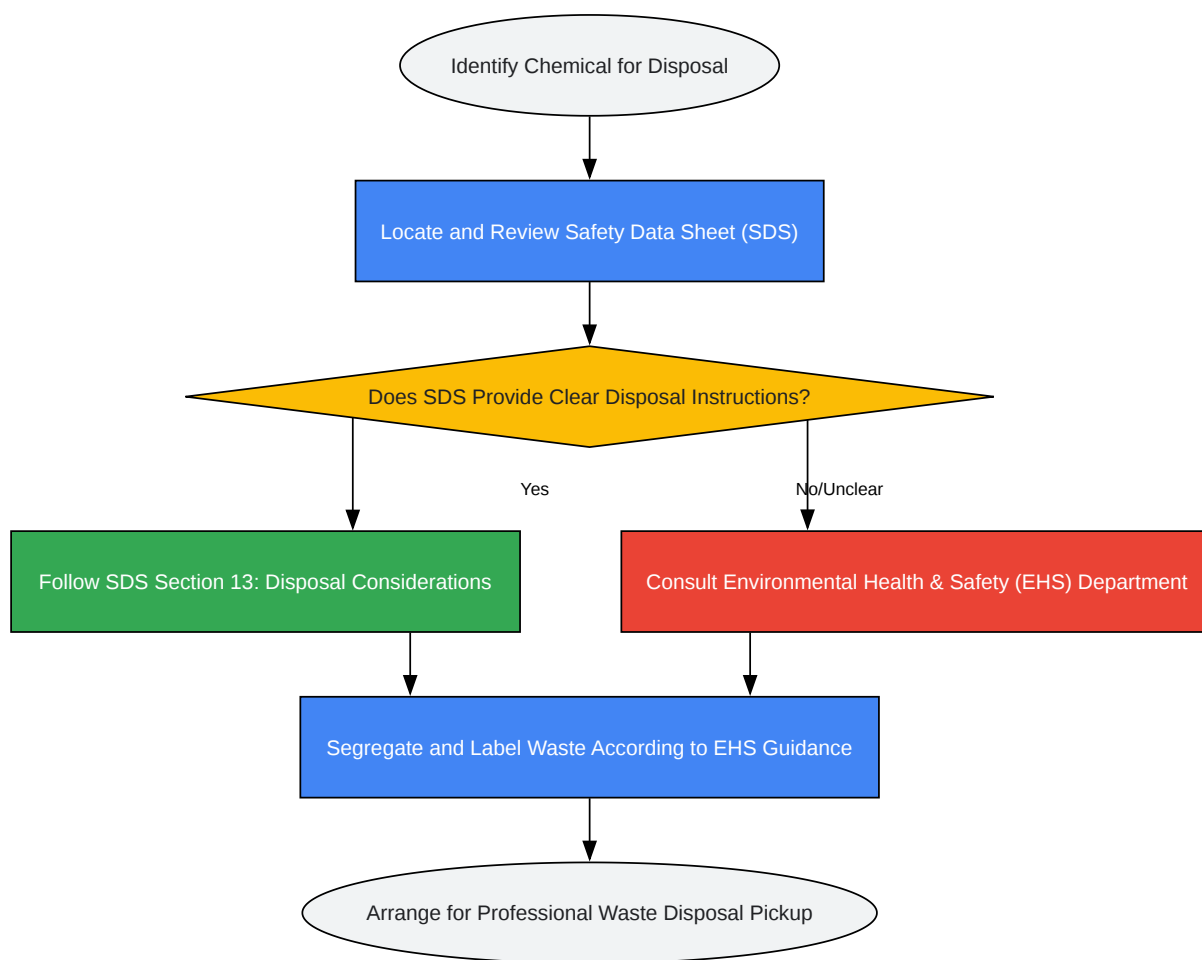 Identify Chemical for Disposal
Locate and Review Safety Data Sheet (SDS)
Does SDS Provide Clear Disposal Instructions?
Yes
No/Unclear
Follow SDS Section 13: Disposal Considerations
Consult Environmental Health & Safety (EHS) Department
Segregate and Label Waste According to EHS Guidance
Arrange for Professional Waste Disposal Pickup